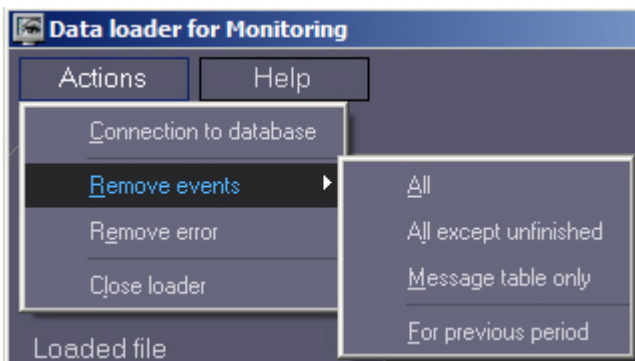 Data loader for Monitoring
Actions Help
Connection to database
Remove events
Remove error
Close loader
All
All except unfinished
Message table only
For previous period
Loaded file